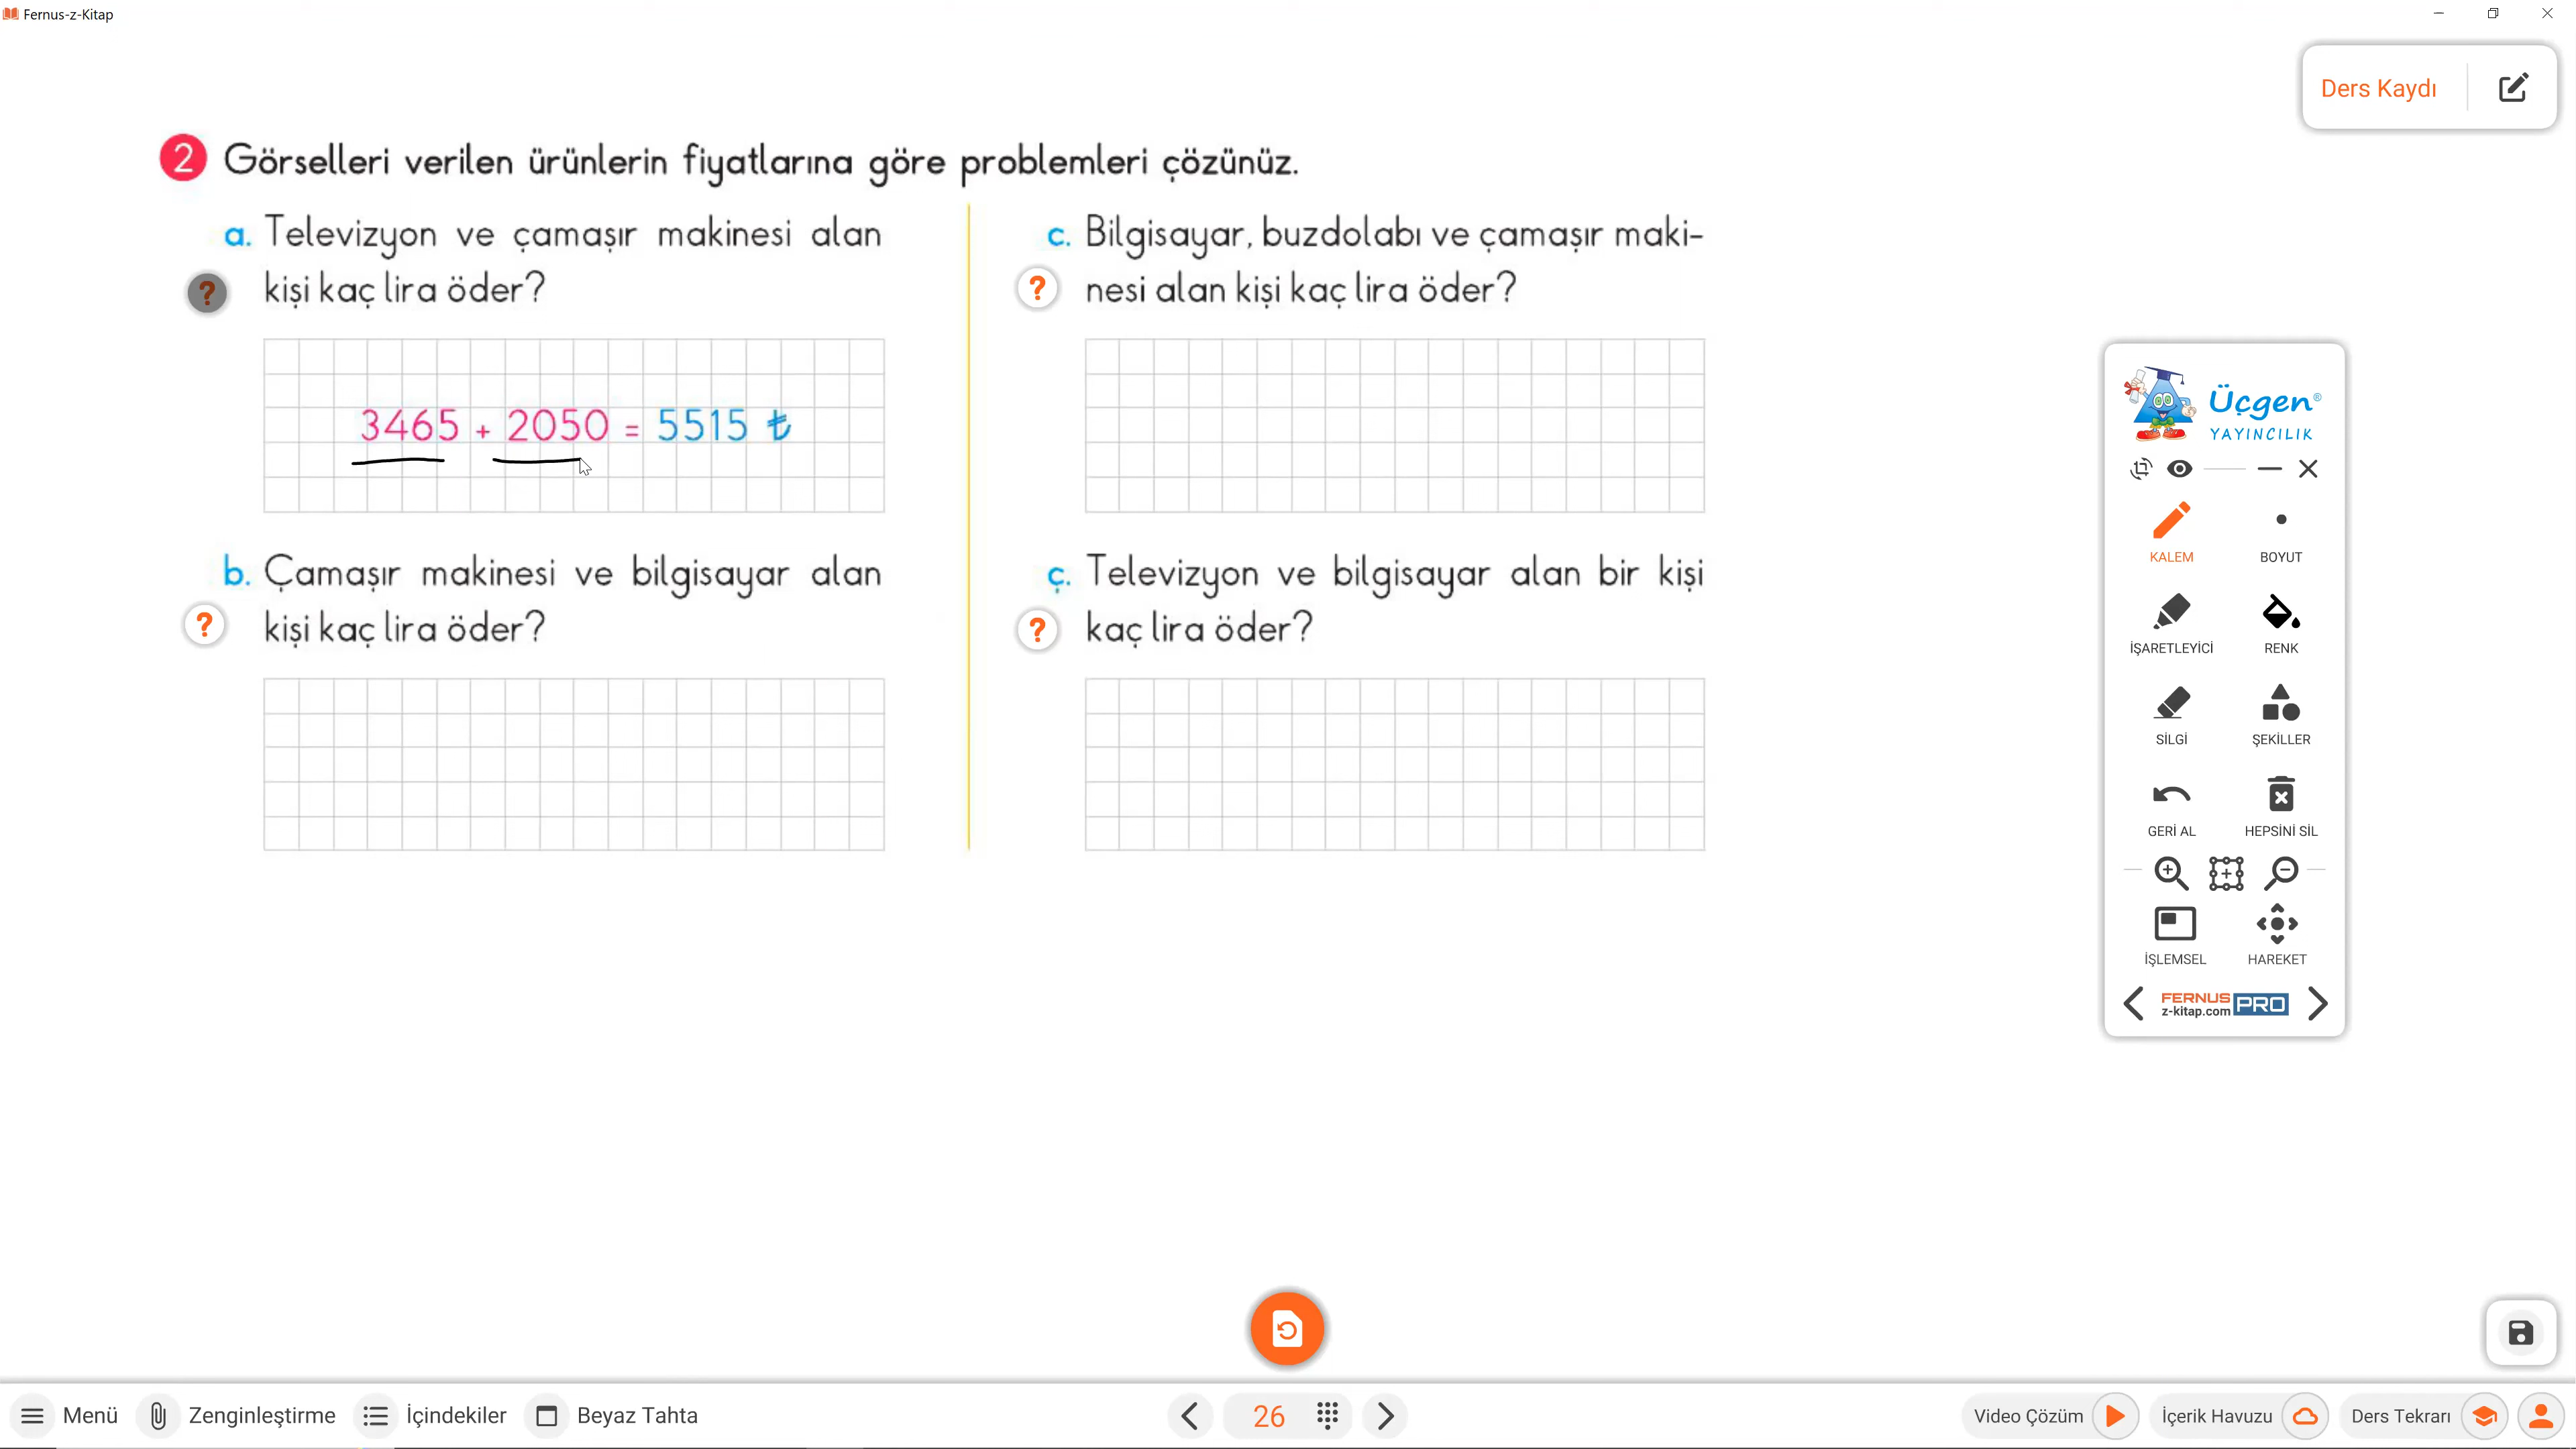 Fernus-z-Kitap
Ders Kaydı
2 Görselleri verilen ürünlerin fiyatlarına göre problemleri çözünüz.
a. Televizyon ve çamaşır makinesi alan
? kişi kaç lira öder?
3465 + 2050 = 5515 ₺
b. Çamaşır makinesi ve bilgisayar alan
? kişi kaç lira öder?
c. Bilgisayar, buzdolabı ve çamaşır maki-
? nesi alan kişi kaç lira öder?
ç. Televizyon ve bilgisayar alan bir kişi
? kaç lira öder?
Üçgen®
YAYINCILIK
KALEM
BOYUT
İŞARETLEYİCİ
RENK
SİLGİ
ŞEKİLLER
GERİ AL
HEPSİNİ SİL
İŞLEMSEL
HAREKET
FERNUS PRO
z-kitap.com
Menü
Zenginleştirme
İçindekiler
Beyaz Tahta
26
Video Çözüm
İçerik Havuzu
Ders Tekrarı